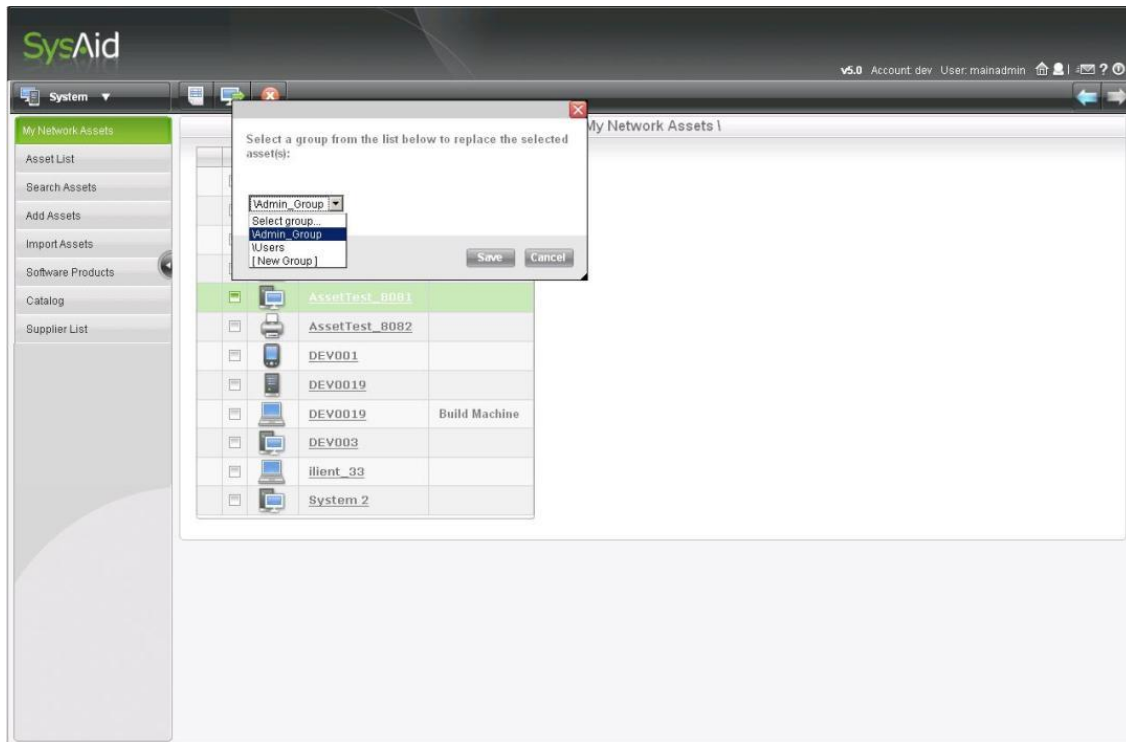 SysAid
v5.0 Account: dev User: mainadmin
System
My Network Assets
Asset List
Search Assets
Add Assets
Import Assets
Software Products
Catalog
Supplier List
My Network Assets \
Select a group from the list below to replace the selected
asset(s):
\Admin_Group
Select group...
\Admin_Group
\Users
[ New Group ]
Save Cancel
AssetTest_8081
AssetTest_8082
DEV001
DEV0019
DEV0019 Build Machine
DEV003
ilient_33
System 2